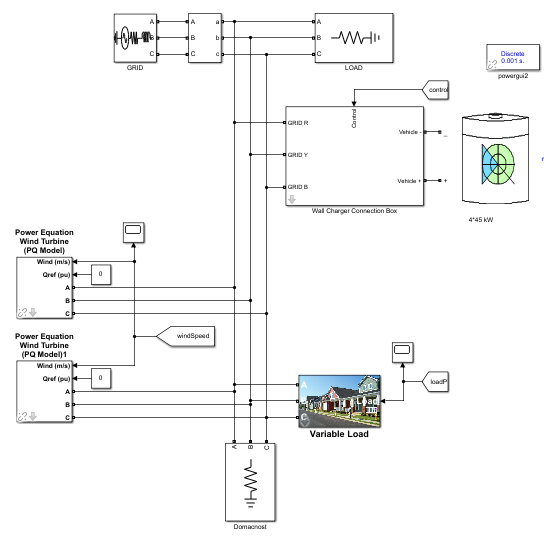 A
B
C
GRID
A
B
C
a
b
c
A
B
C
LOAD
Discrete
0.001 s.
powergui2
control
Control
GRID R
GRID Y
GRID B
Vehicle -
Vehicle +
Wall Charger Connection Box
-
+
4*45 kW
Power Equation
Wind Turbine
(PQ Model)
Wind (m/s)
Qref (pu)
A
B
C
0
windSpeed
Power Equation
Wind Turbine
(PQ Model)1
Wind (m/s)
Qref (pu)
A
B
C
0
A
C
loadP
Variable Load
A
B
C
Domacnost